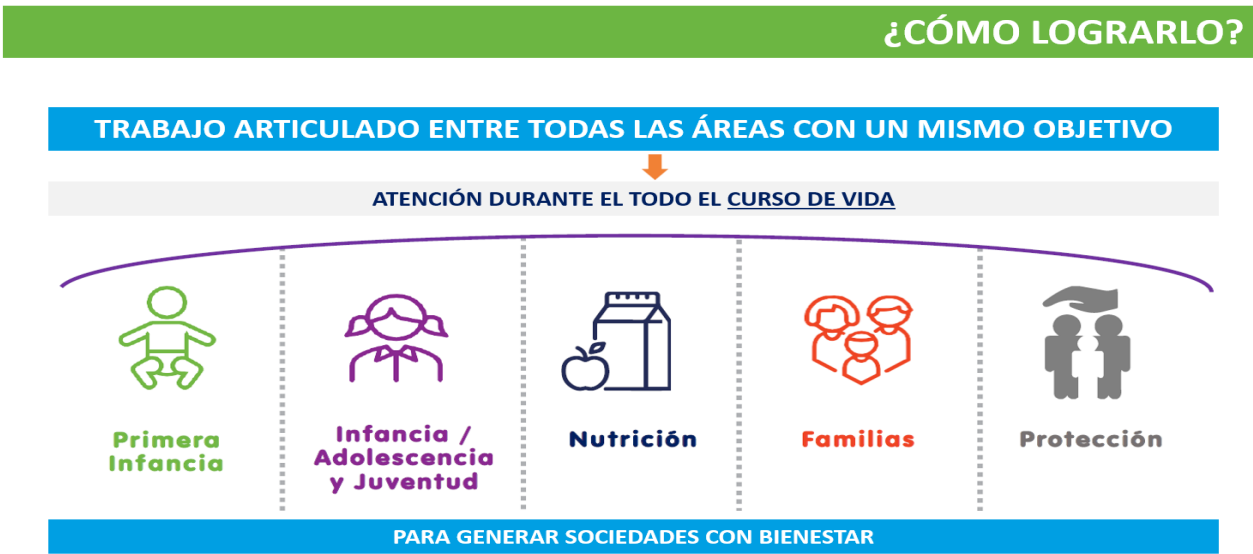 ¿CÓMO LOGRARLO?
TRABAJO ARTICULADO ENTRE TODAS LAS ÁREAS CON UN MISMO OBJETIVO
ATENCIÓN DURANTE EL TODO EL CURSO DE VIDA
Primera
Infancia
Infancia /
Adolescencia
y Juventud
Nutrición
Familias
Protección
PARA GENERAR SOCIEDADES CON BIENESTAR